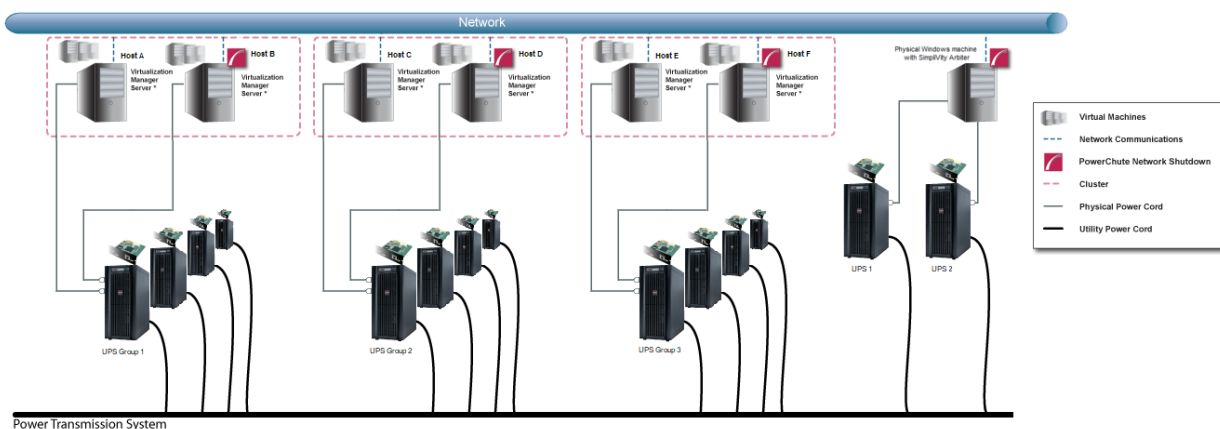 Network
Host A
Virtualization
Manager
Server *
Host B
Virtualization
Manager
Server *
Host C
Virtualization
Manager
Server *
Host D
Virtualization
Manager
Server *
Host E
Virtualization
Manager
Server *
Host F
Virtualization
Manager
Server *
Physical Windows machine
with SimpliVity Arbiter
Virtual Machines
Network Communications
PowerChute Network Shutdown
Cluster
Physical Power Cord
Utility Power Cord
UPS Group 1
UPS Group 2
UPS Group 3
UPS 1
UPS 2
Power Transmission System